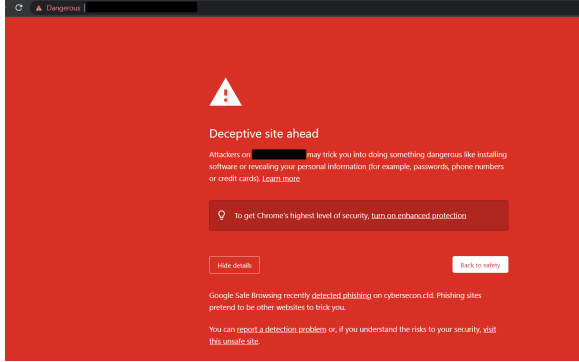 Dangerous
Deceptive site ahead
Attackers on may trick you into doing something dangerous like installing
software or revealing your personal information (for example, passwords, phone numbers
or credit cards). Learn more
To get Chrome's highest level of security, turn on enhanced protection
Hide details
Back to safety
Google Safe Browsing recently detected phishing on cybersecon.cfd. Phishing sites
pretend to be other websites to trick you.
You can report a detection problem or, if you understand the risks to your security, visit
this unsafe site.